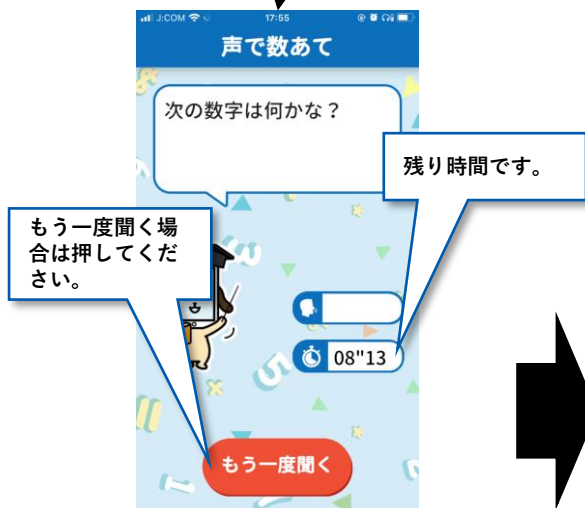 J:COM
17:55
声で数あて
次の数字は何かな？
残り時間です。
もう一度聞く場
合は押してくだ
さい。
08"13
もう一度聞く